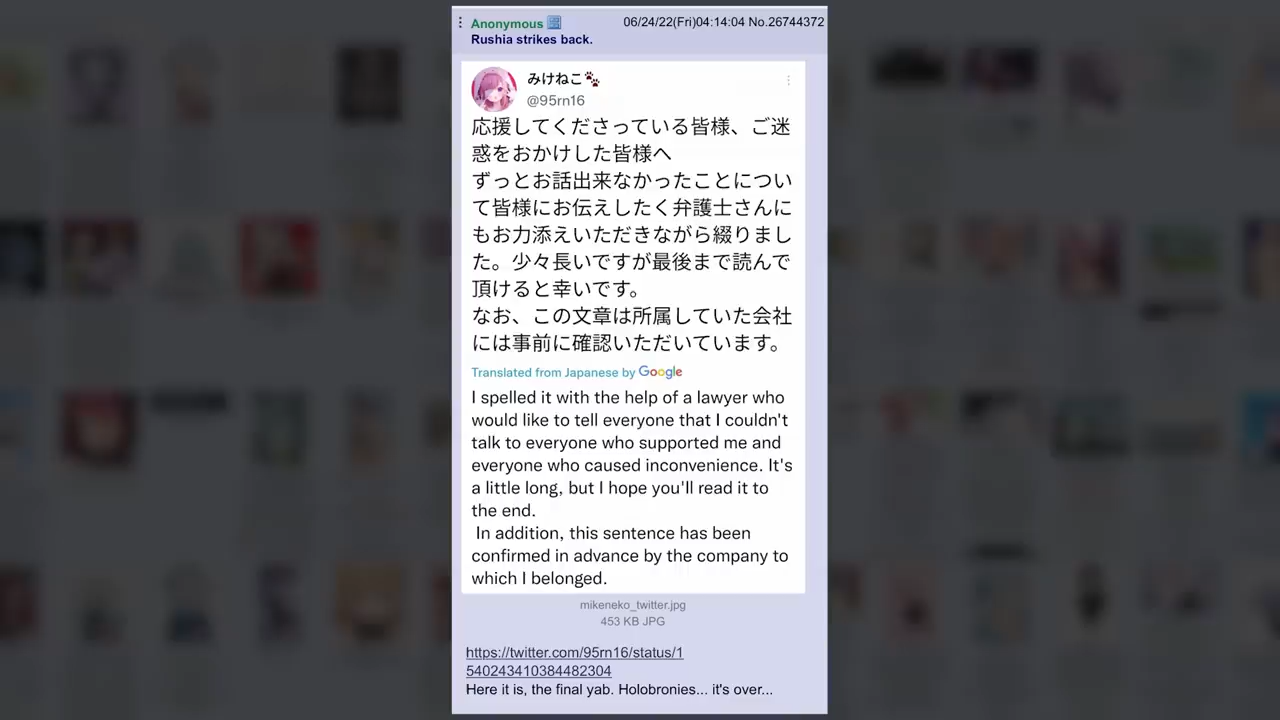 Anonymous
06/24/22(Fri)04:14:04 No.26744372
Rushia strikes back.
みけねこ🐾
@95rn16
応援してくださっている皆様、ご迷
惑をおかけした皆様へ
ずっとお話出来なかったことについ
て皆様にお伝えしたく弁護士さんに
もお力添えいただきながら綴りまし
た。少々長いですが最後まで読んで
頂けると幸いです。
なお、この文章は所属していた会社
には事前に確認いただいています。
Translated from Japanese by Google
I spelled it with the help of a lawyer who
would like to tell everyone that I couldn't
talk to everyone who supported me and
everyone who caused inconvenience. It's
a little long, but I hope you'll read it to
the end.
In addition, this sentence has been
confirmed in advance by the company to
which I belonged.
mikeneko_twitter.jpg
453 KB JPG
https://twitter.com/95rn16/status/1
540243410384482304
Here it is, the final yab. Holobronies... it's over...